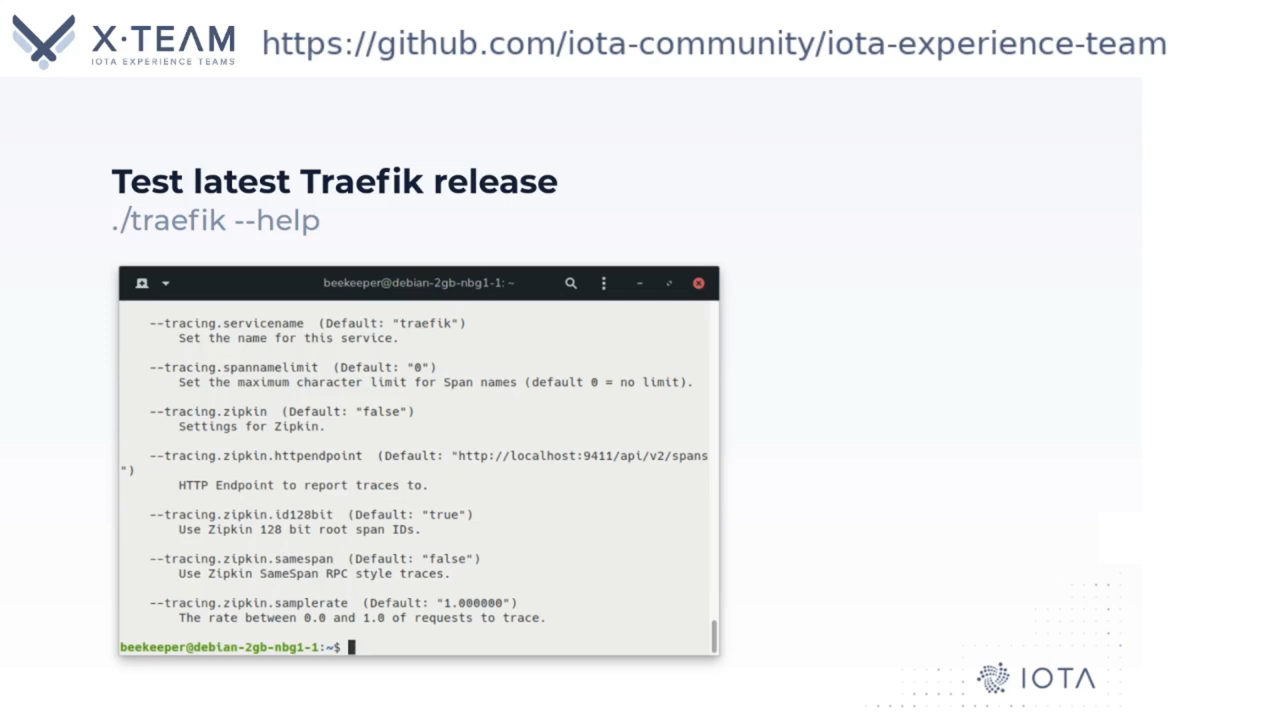 X·TEAM
IOTA EXPERIENCE TEAMS
https://github.com/iota-community/iota-experience-team
Test latest Traefik release
./traefik --help
beekeeper@debian-2gb-nbg1-1: ~
--tracing.servicename (Default: "traefik")
Set the name for this service.
--tracing.spannamelimit (Default: "0")
Set the maximum character limit for Span names (default 0 = no limit).
--tracing.zipkin (Default: "false")
Settings for Zipkin.
--tracing.zipkin.httpendpoint (Default: "http://localhost:9411/api/v2/spans
")
HTTP Endpoint to report traces to.
--tracing.zipkin.id128bit (Default: "true")
Use Zipkin 128 bit root span IDs.
--tracing.zipkin.samespan (Default: "false")
Use Zipkin SameSpan RPC style traces.
--tracing.zipkin.samplerate (Default: "1.000000")
The rate between 0.0 and 1.0 of requests to trace.
beekeeper@debian-2gb-nbg1-1:~$
IOTA